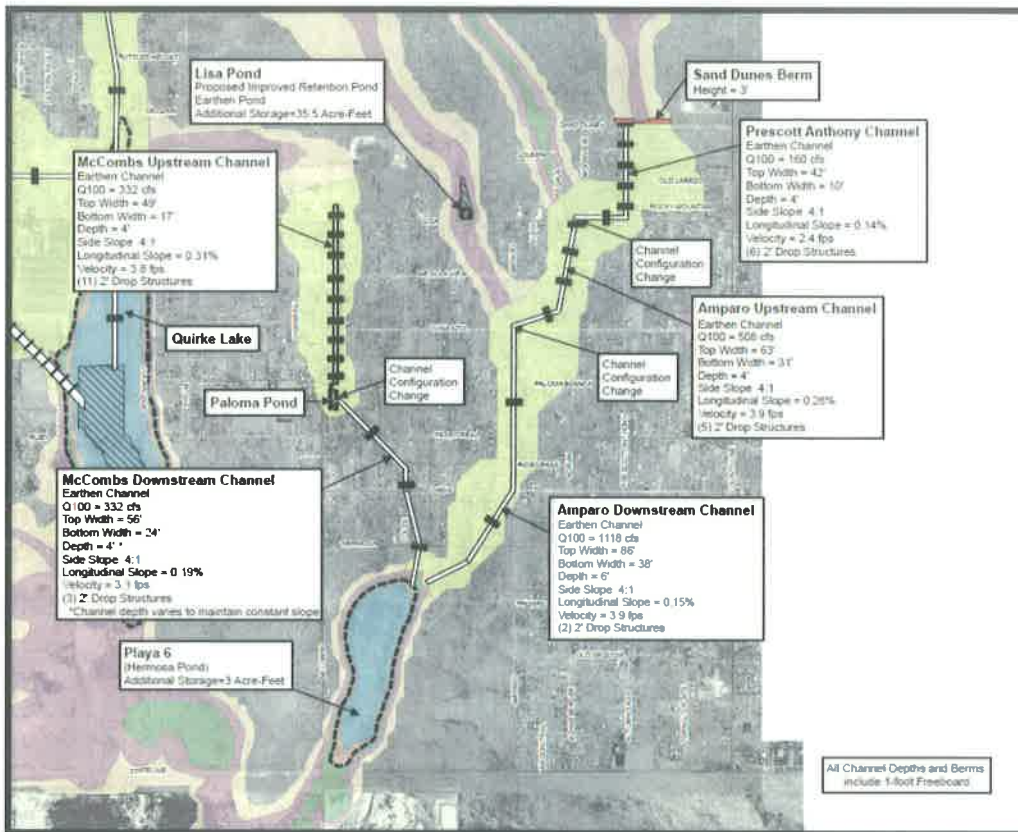 Lisa Pond
Proposed Improved Retention Pond
Earthen Pond
Additional Storage=35.5 Acre-Feet
Sand Dunes Berm
Height = 3'
McCombs Upstream Channel
Earthen Channel
Q100 = 332 cfs
Top Width = 49'
Bottom Width = 17'
Depth = 4'
Side Slope 4:1
Longitudinal Slope = 0.31%
Velocity = 3.8 fps
(11) 2' Drop Structures
Prescott Anthony Channel
Earthen Channel
Q100 = 160 cfs
Top Width = 42'
Bottom Width = 10'
Depth = 4'
Side Slope 4:1
Longitudinal Slope = 0.14%
Velocity = 2.4 fps
(6) 2' Drop Structures
Channel
Configuration
Change
Amparo Upstream Channel
Earthen Channel
Q100 = 508 cfs
Top Width = 63'
Bottom Width = 31'
Depth = 4'
Side Slope 4:1
Longitudinal Slope = 0.26%
Velocity = 3.9 fps
(5) 2' Drop Structures
Quirke Lake
Channel
Configuration
Change
Paloma Pond
Channel
Configuration
Change
McCombs Downstream Channel
Earthen Channel
Q100 = 332 cfs
Top Width = 56'
Bottom Width = 24'
Depth = 4' *
Side Slope 4:1
Longitudinal Slope = 0.19%
Velocity = 3.1 fps
(3) 2' Drop Structures
*Channel depth varies to maintain constant slope
Amparo Downstream Channel
Earthen Channel
Q100 = 1118 cfs
Top Width = 86'
Bottom Width = 38'
Depth = 6'
Side Slope 4:1
Longitudinal Slope = 0.15%
Velocity = 3.9 fps
(2) 2' Drop Structures
Playa 6
(Hermosa Pond)
Additional Storage=3 Acre-Feet
All Channel Depths and Berms
include 1-foot Freeboard